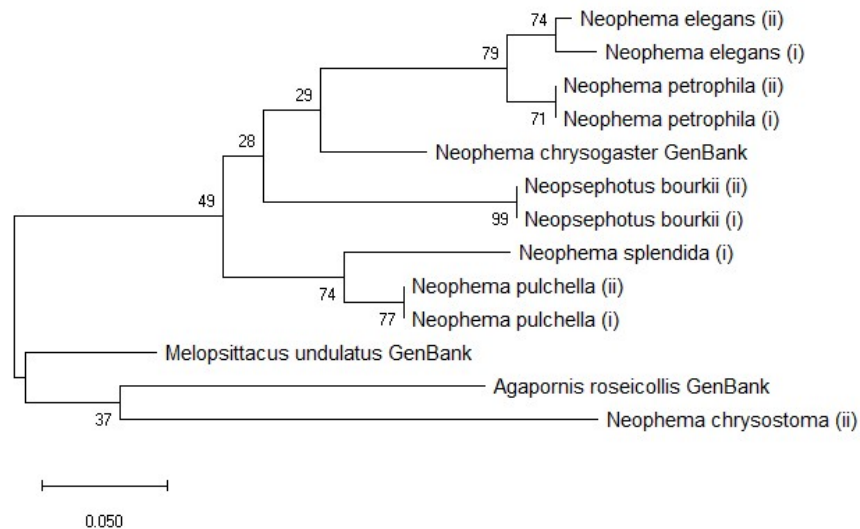 74
Neophema elegans (ii)
Neophema elegans (i)
79
Neophema petrophila (ii)
71
Neophema petrophila (i)
29
Neophema chrysogaster GenBank
28
Neopsephotus bourkii (ii)
99
Neopsephotus bourkii (i)
49
Neophema splendida (i)
74
Neophema pulchella (ii)
77
Neophema pulchella (i)
Melopsittacus undulatus GenBank
Agapornis roseicollis GenBank
37
Neophema chrysostoma (ii)
0.050